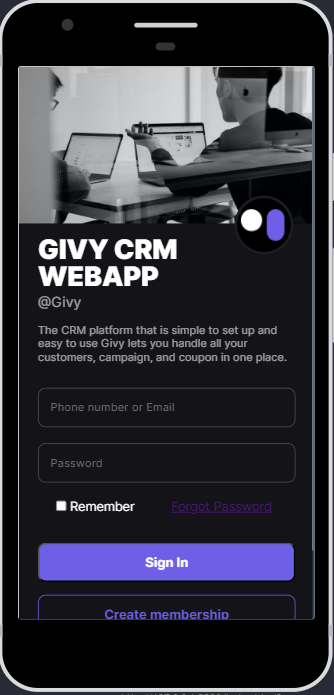 GIVY CRM
WEBAPP
@Givy
The CRM platform that is simple to set up and
easy to use Givy lets you handle all your
customers, campaign, and coupon in one place.
Phone number or Email
Password
Remember Forgot Password
Sign In
Create membership